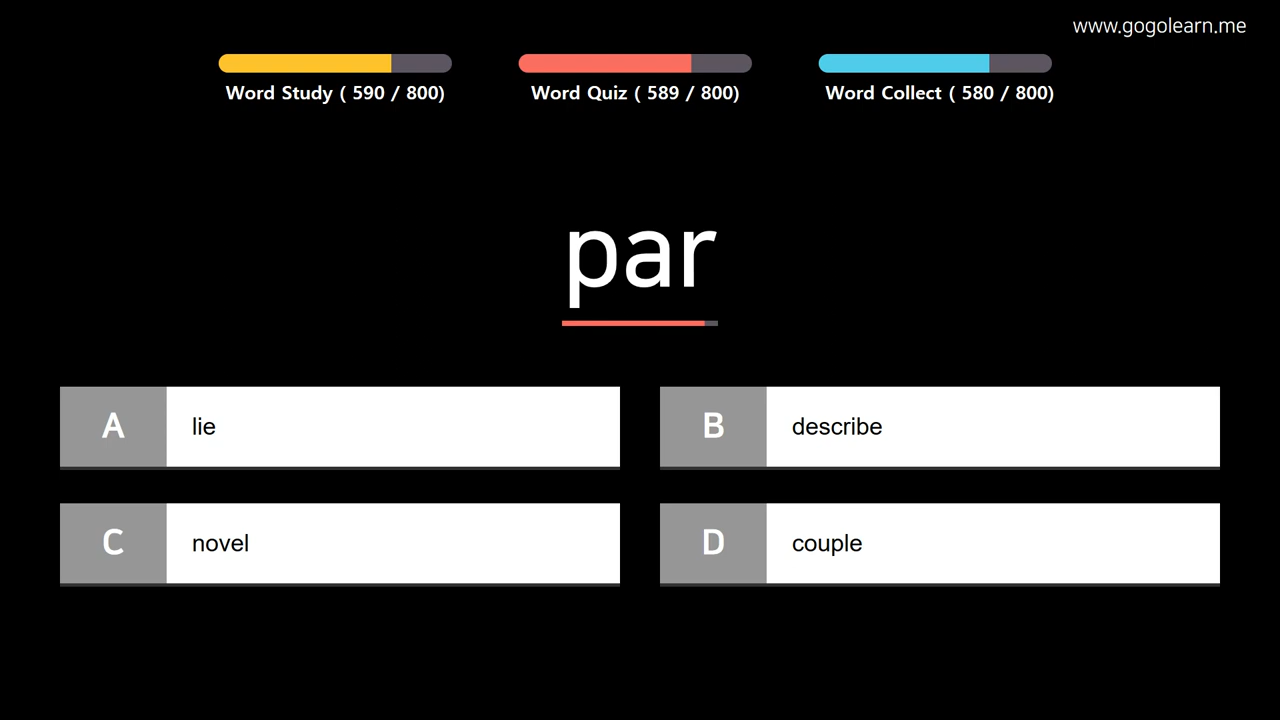 www.gogolearn.me
Word Study ( 590 / 800)
Word Quiz ( 589 / 800)
Word Collect ( 580 / 800)
par
A lie
B describe
C novel
D couple